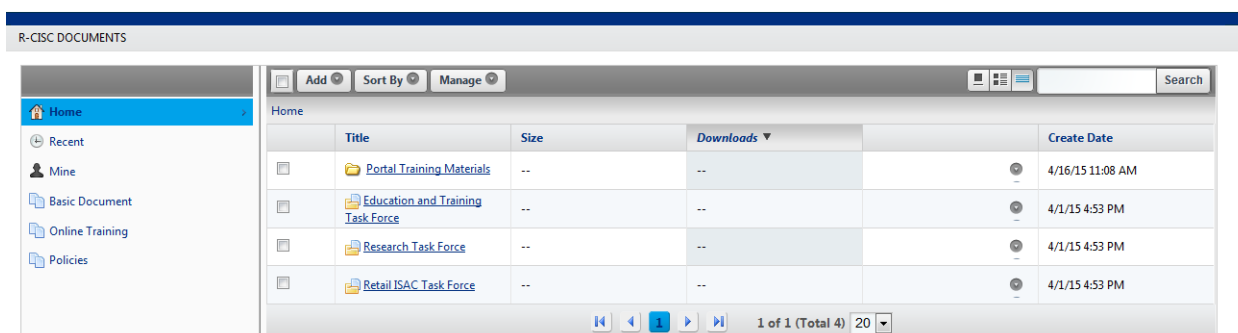 R-CISC DOCUMENTS
Add Sort By Manage Search
Home
Recent
Mine
Basic Document
Online Training
Policies
Home
Title Size Downloads ▼ Create Date
Portal Training Materials -- -- 4/16/15 11:08 AM
Education and Training
Task Force -- -- 4/1/15 4:53 PM
Research Task Force -- -- 4/1/15 4:53 PM
Retail ISAC Task Force -- -- 4/1/15 4:53 PM
1 1 of 1 (Total 4) 20